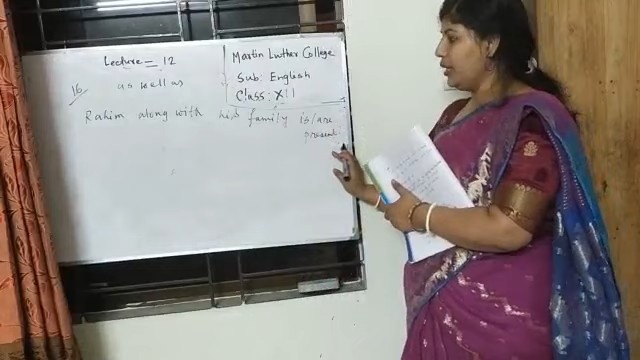 Lecture - 12
Martin Luther College
Sub: English
Class: XII
16
as well as
Rahim along with his family is/are
present.